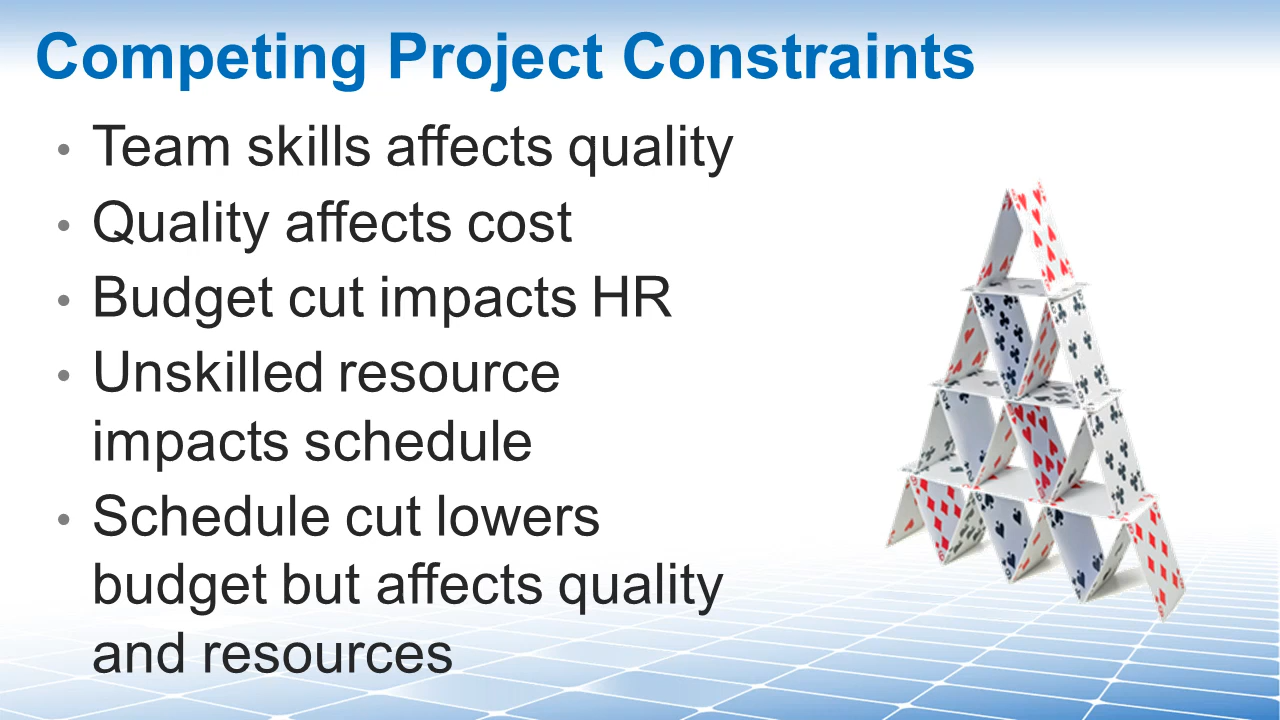 Competing Project Constraints
• Team skills affects quality
• Quality affects cost
• Budget cut impacts HR
• Unskilled resource
impacts schedule
• Schedule cut lowers
budget but affects quality
and resources